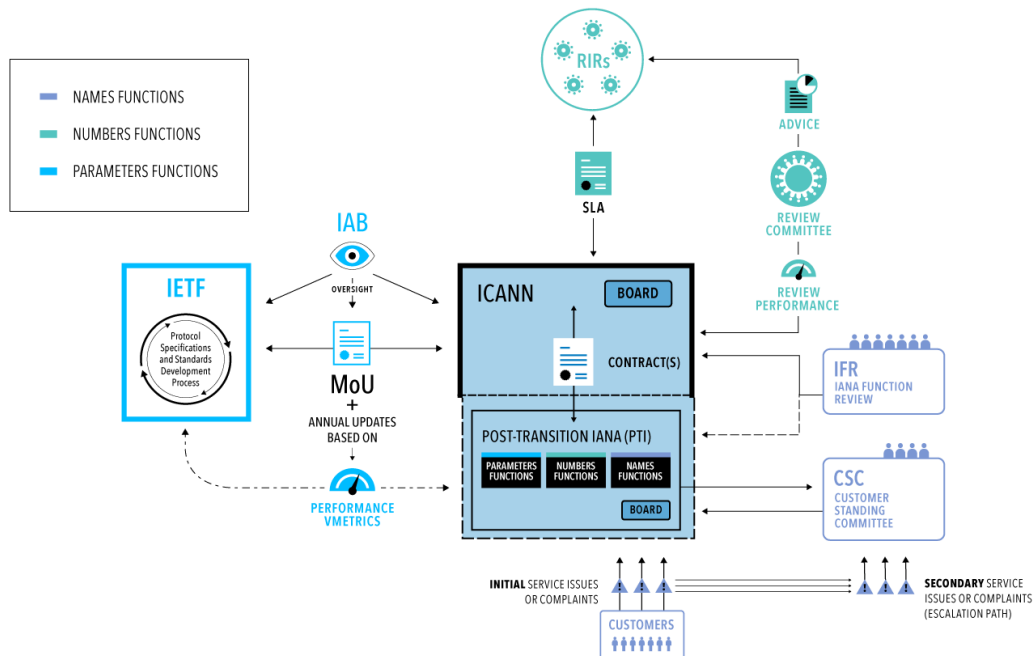 NAMES FUNCTIONS
NUMBERS FUNCTIONS
PARAMETERS FUNCTIONS
RIRs
ADVICE
SLA
REVIEW
COMMITTEE
REVIEW
PERFORMANCE
IAB
OVERSIGHT
IETF
Protocol
Specifications
and Standards
Development
Process
MoU
+
ANNUAL UPDATES
BASED ON
PERFORMANCE
VMETRICS
ICANN
BOARD
CONTRACT(S)
POST-TRANSITION IANA (PTI)
PARAMETERS
FUNCTIONS
NUMBERS
FUNCTIONS
NAMES
FUNCTIONS
BOARD
IFR
IANA FUNCTION
REVIEW
CSC
CUSTOMER
STANDING
COMMITTEE
INITIAL SERVICE ISSUES
OR COMPLAINTS
! ! !
CUSTOMERS
! ! !
SECONDARY SERVICE
ISSUES OR COMPLAINTS
(ESCALATION PATH)